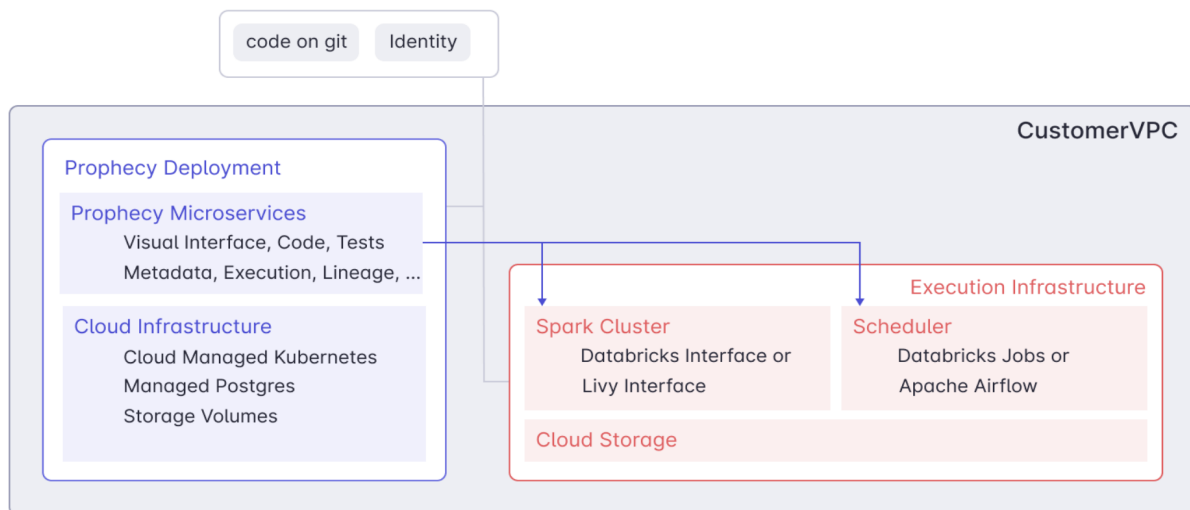 code on git
Identity
CustomerVPC
Prophecy Deployment
Prophecy Microservices
Visual Interface, Code, Tests
Metadata, Execution, Lineage, ...
Cloud Infrastructure
Cloud Managed Kubernetes
Managed Postgres
Storage Volumes
Execution Infrastructure
Spark Cluster
Databricks Interface or
Livy Interface
Scheduler
Databricks Jobs or
Apache Airflow
Cloud Storage